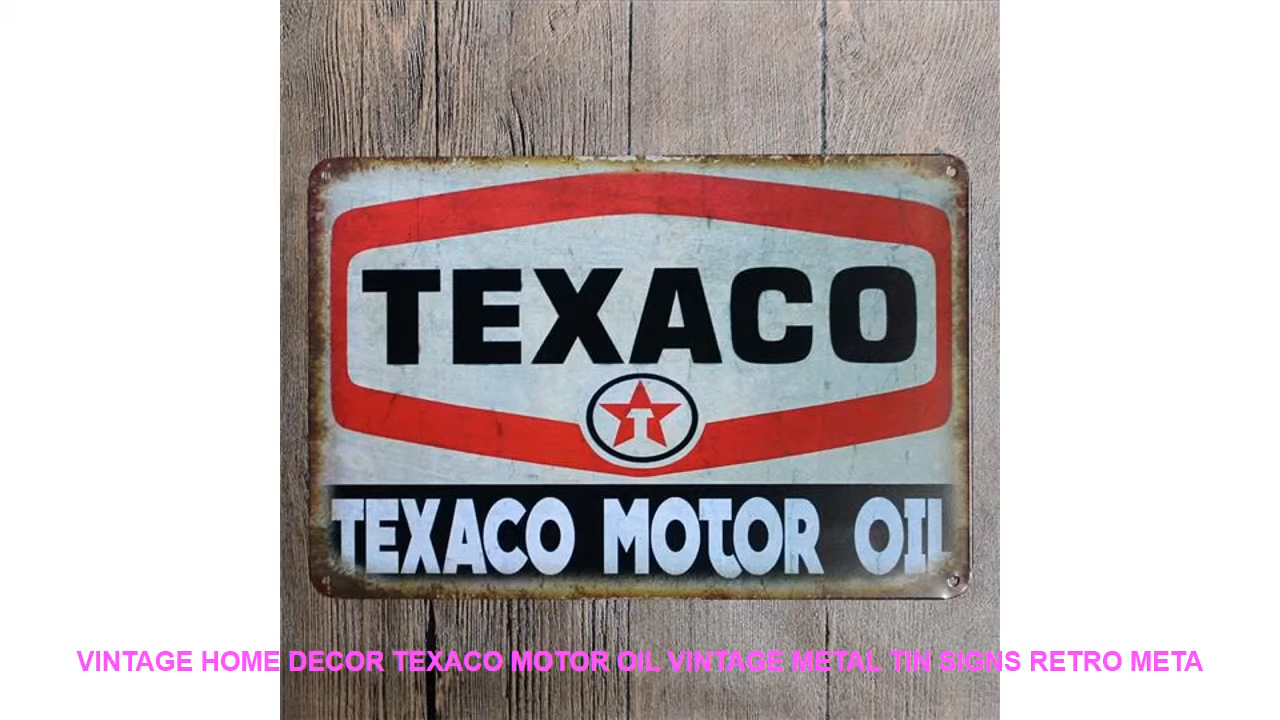 TEXACO
T
TEXACO MOTOR OIL
VINTAGE HOME DECOR TEXACO MOTOR OIL VINTAGE METAL TIN SIGNS RETRO META